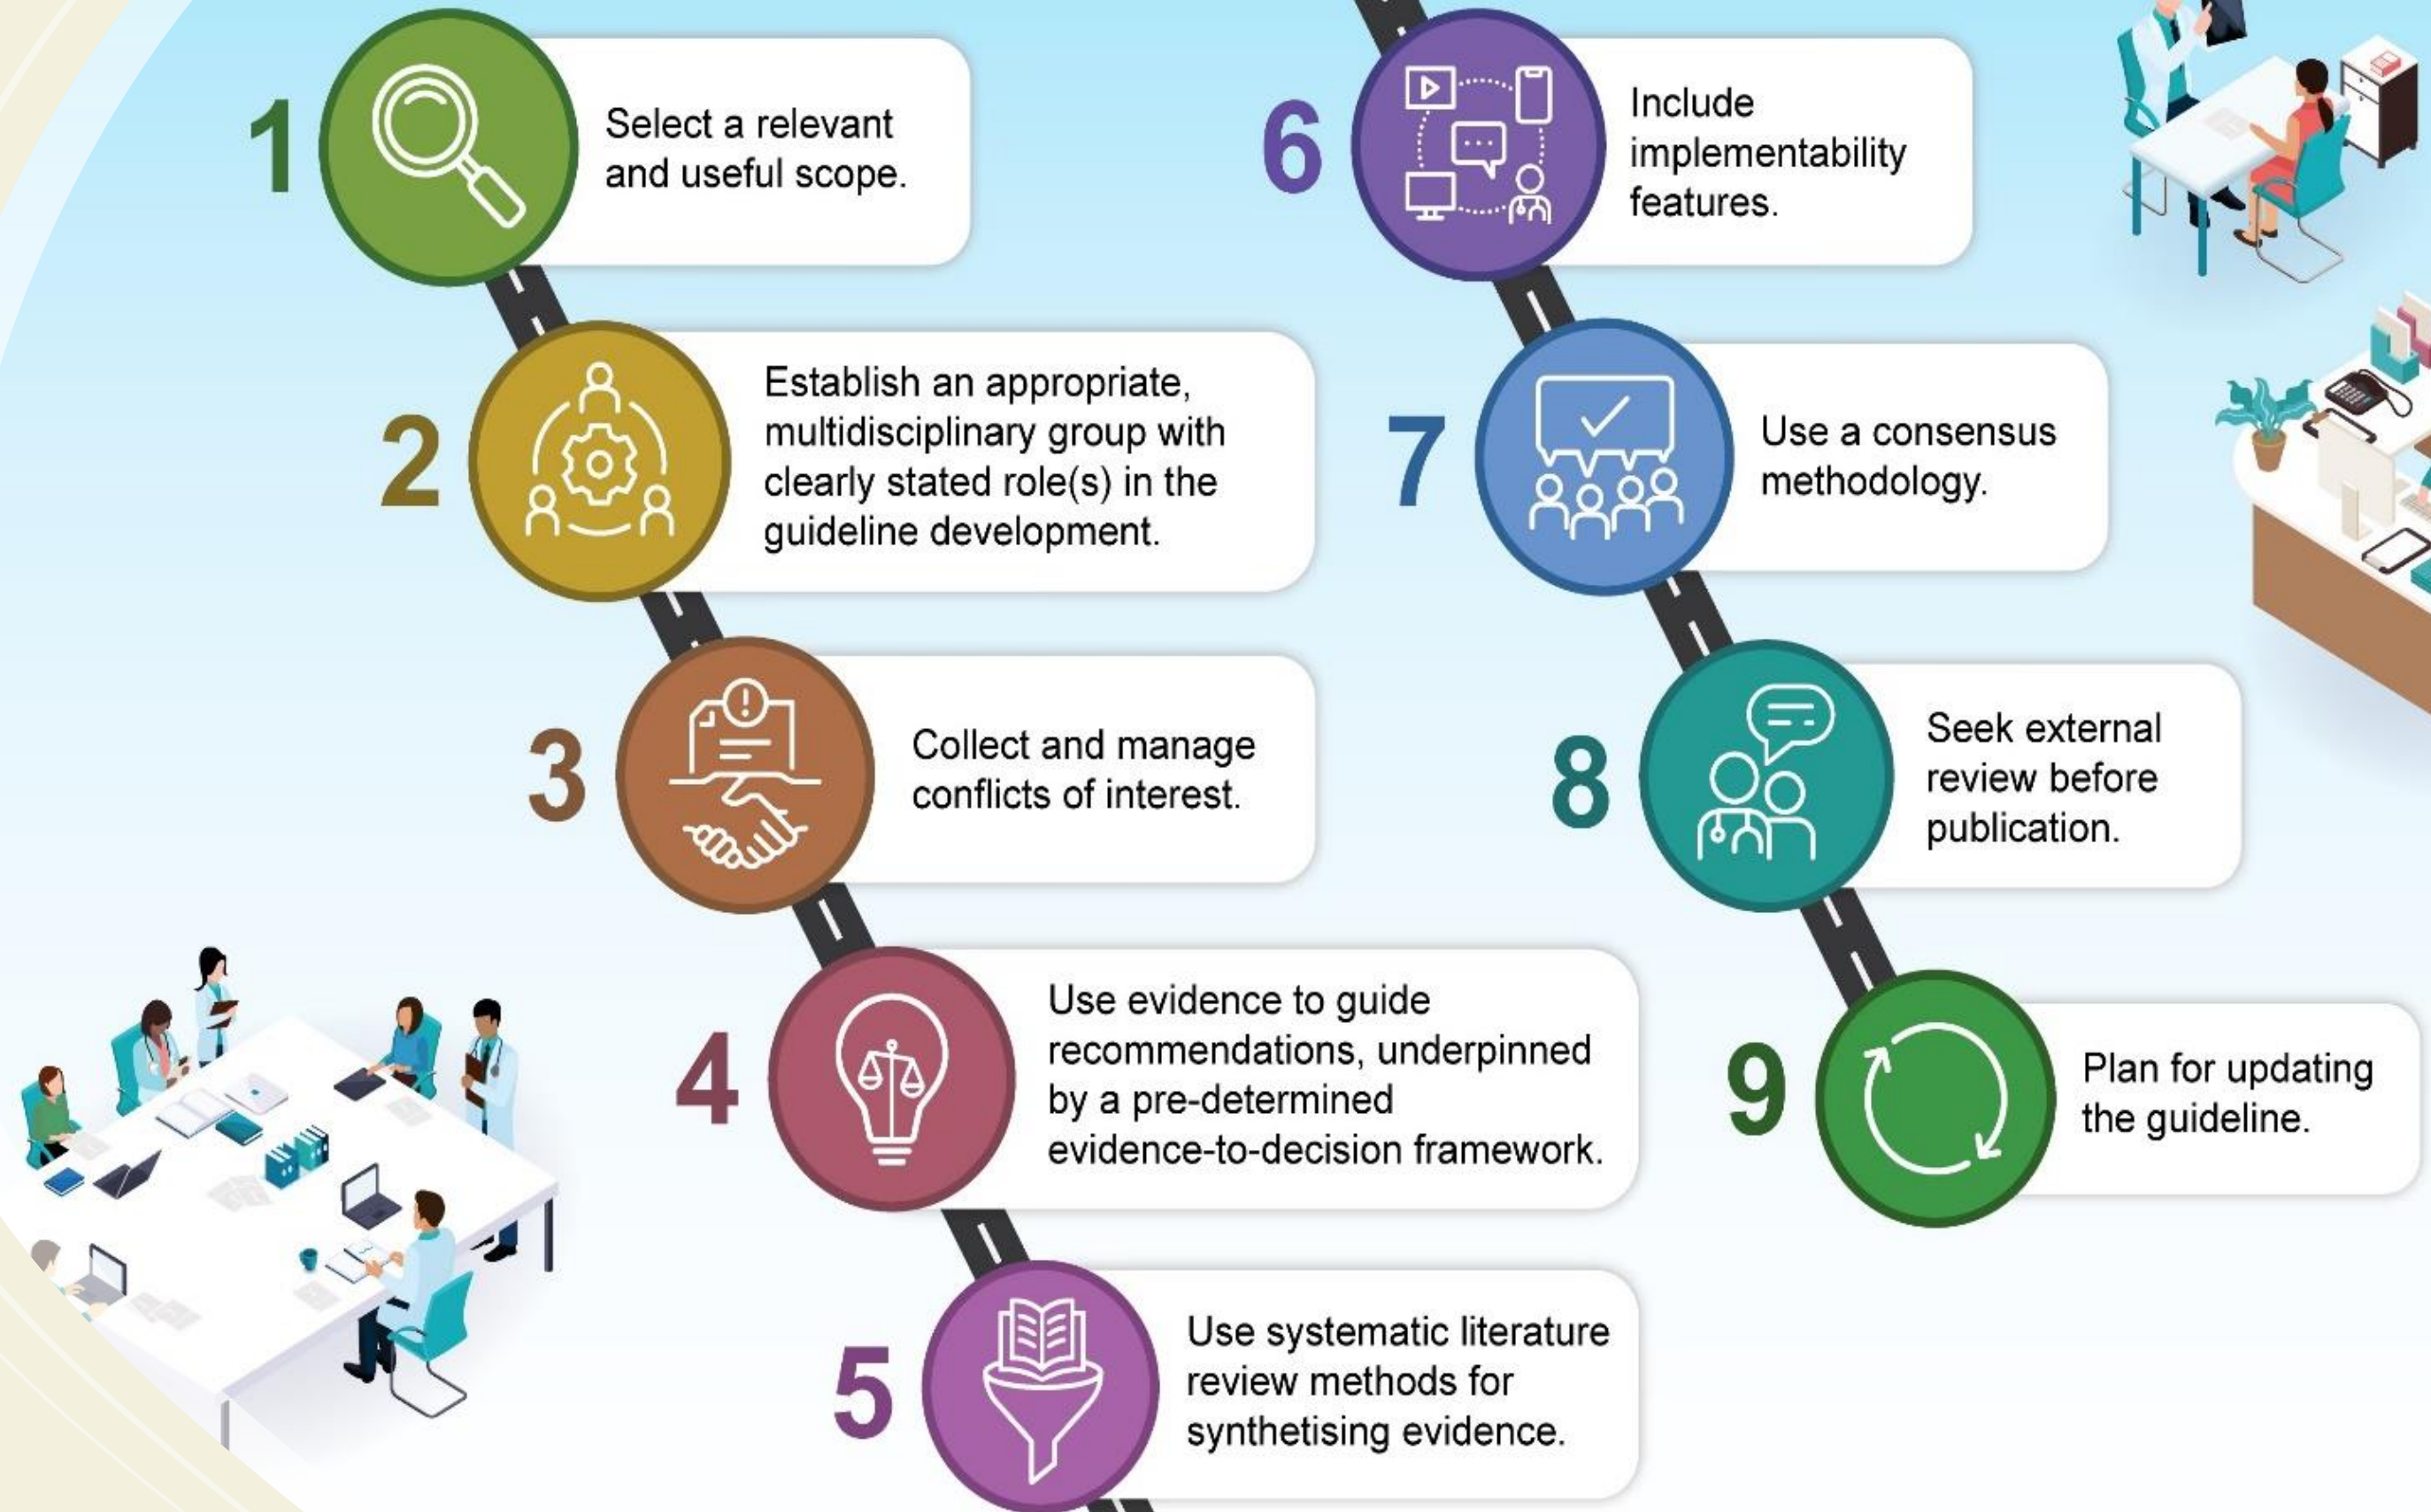 1
Select a relevant
and useful scope.
2
Establish an appropriate,
multidisciplinary group with
clearly stated role(s) in the
guideline development.
3
Collect and manage
conflicts of interest.
4
Use evidence to guide
recommendations, underpinned
by a pre-determined
evidence-to-decision framework.
5
Use systematic literature
review methods for
synthetising evidence.
6
Include
implementability
features.
7
Use a consensus
methodology.
8
Seek external
review before
publication.
9
Plan for updating
the guideline.